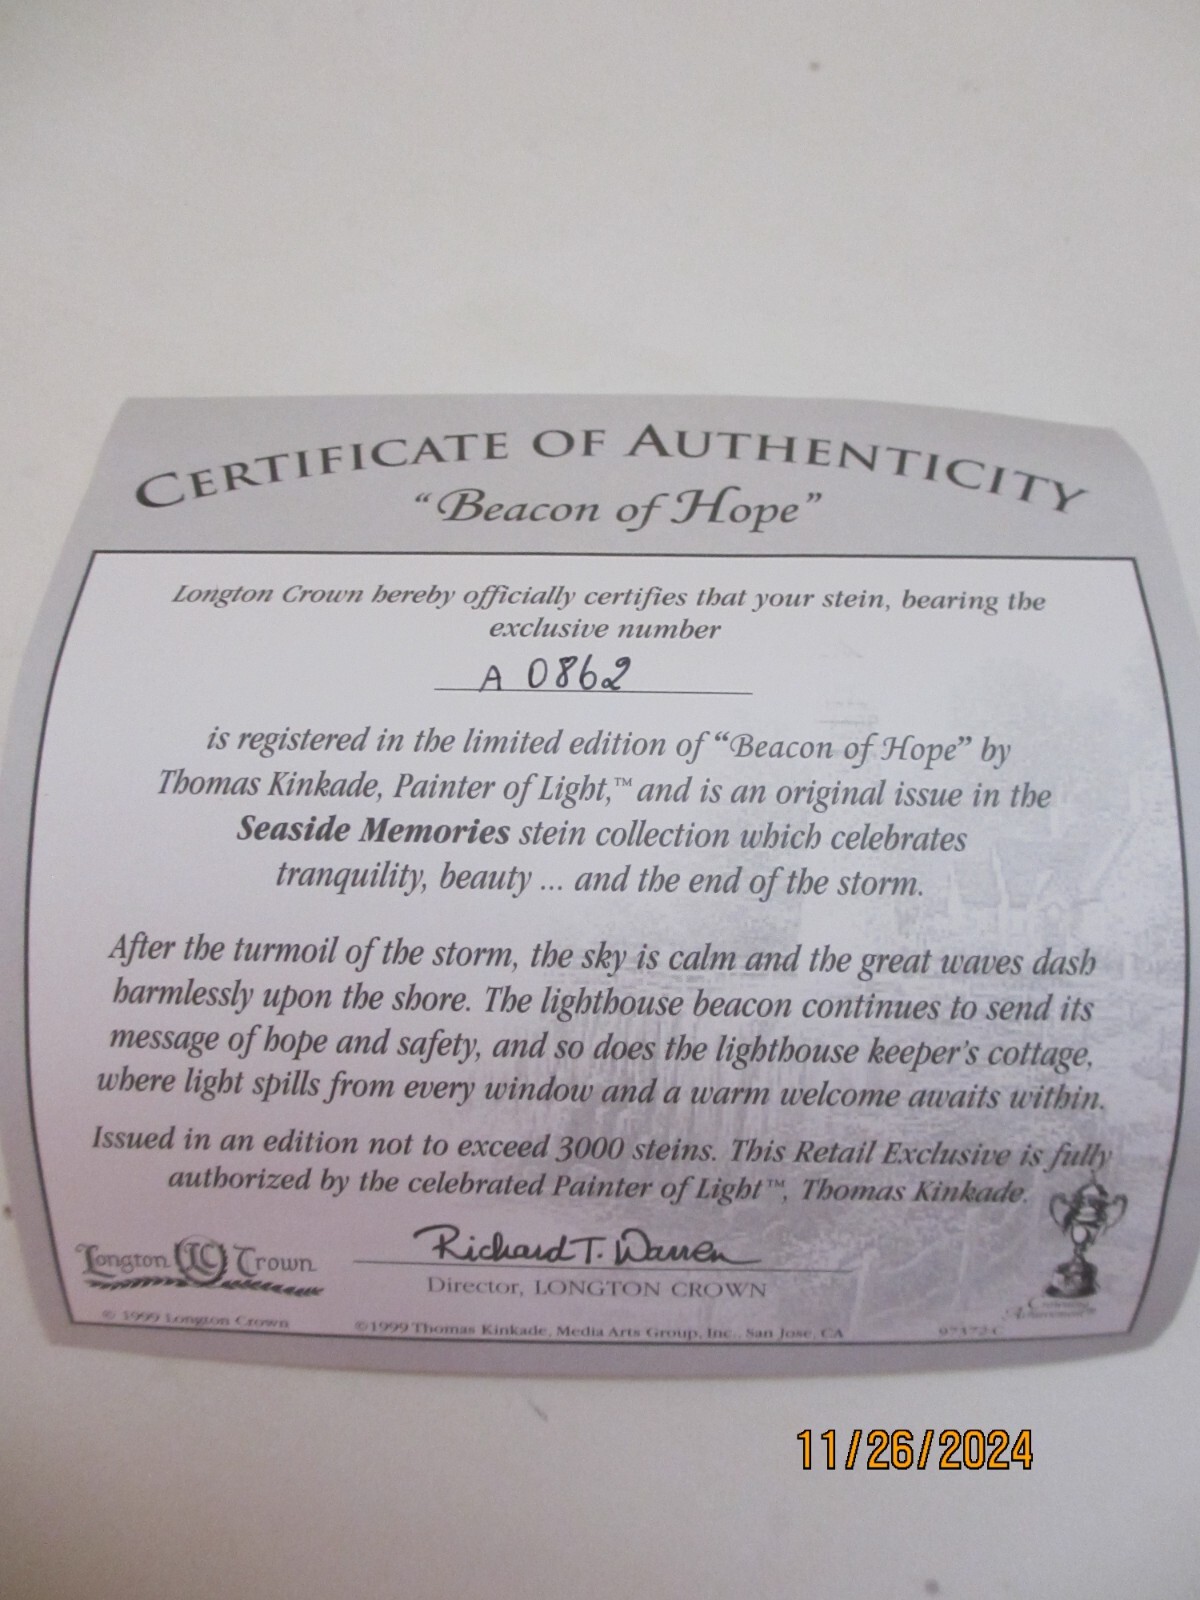 CERTIFICATE OF AUTHENTICITY
“Beacon of Hope”
Longton Crown hereby officially certifies that your stein, bearing the
exclusive number
A 0862
is registered in the limited edition of “Beacon of Hope” by
Thomas Kinkade, Painter of Light,™ and is an original issue in the
Seaside Memories stein collection which celebrates
tranquility, beauty ... and the end of the storm.
After the turmoil of the storm, the sky is calm and the great waves dash
harmlessly upon the shore. The lighthouse beacon continues to send its
message of hope and safety, and so does the lighthouse keeper's cottage,
where light spills from every window and a warm welcome awaits within.
Issued in an edition not to exceed 3000 steins. This Retail Exclusive is fully
authorized by the celebrated Painter of Light™, Thomas Kinkade.
Longton LC Crown
Richard T. Warren
Director, LONGTON CROWN
Achievement
© 1999 Longton Crown
©1999 Thomas Kinkade, Media Arts Group, Inc., San Jose, CA
11/26/2024